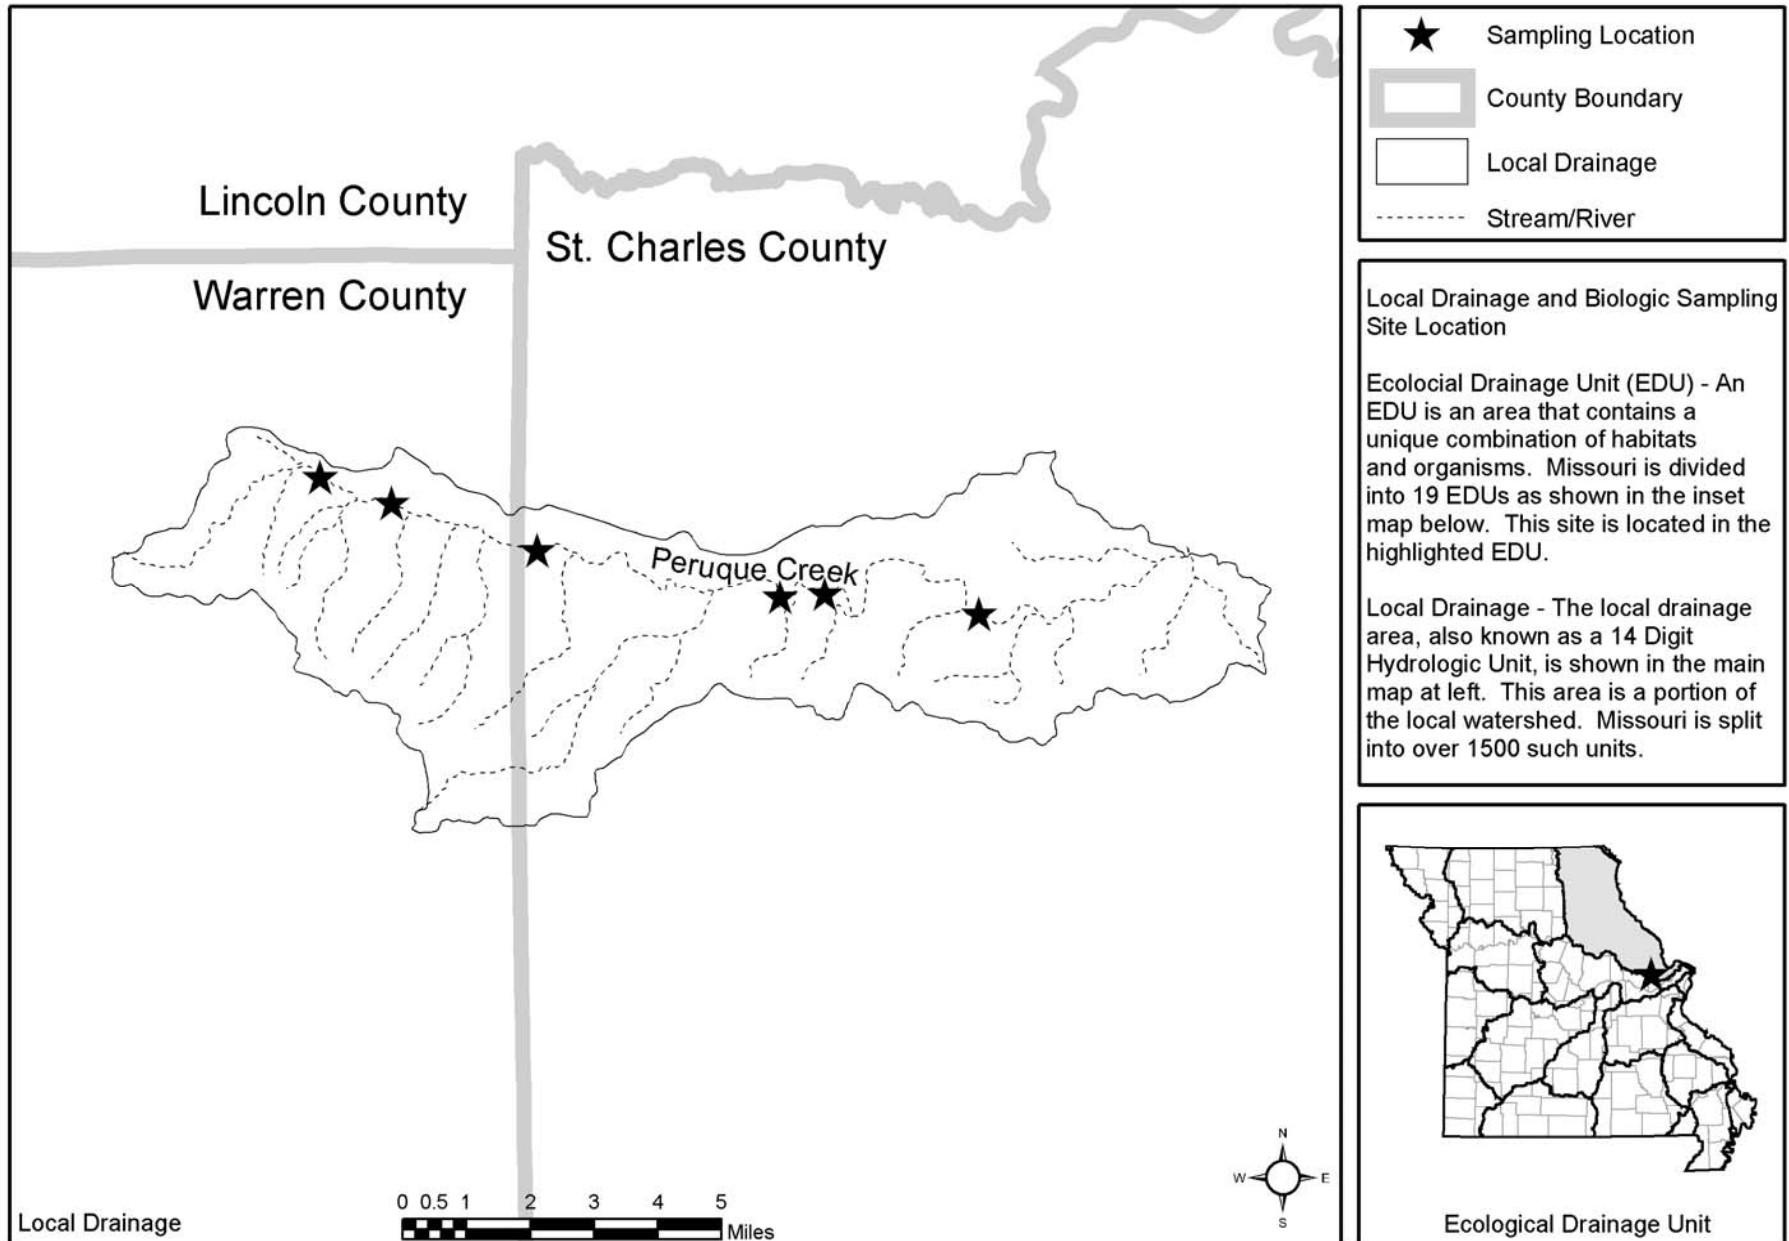 Lincoln County
St. Charles County
Warren County
Peruque Creek
N
W
E
S
0 0.5 1 2 3 4 5
Miles
Local Drainage
Sampling Location
County Boundary
Local Drainage
Stream/River
Local Drainage and Biologic Sampling
Site Location
Ecolocial Drainage Unit (EDU) - An
EDU is an area that contains a
unique combination of habitats
and organisms. Missouri is divided
into 19 EDUs as shown in the inset
map below. This site is located in the
highlighted EDU.
Local Drainage - The local drainage
area, also known as a 14 Digit
Hydrologic Unit, is shown in the main
map at left. This area is a portion of
the local watershed. Missouri is split
into over 1500 such units.
Ecological Drainage Unit